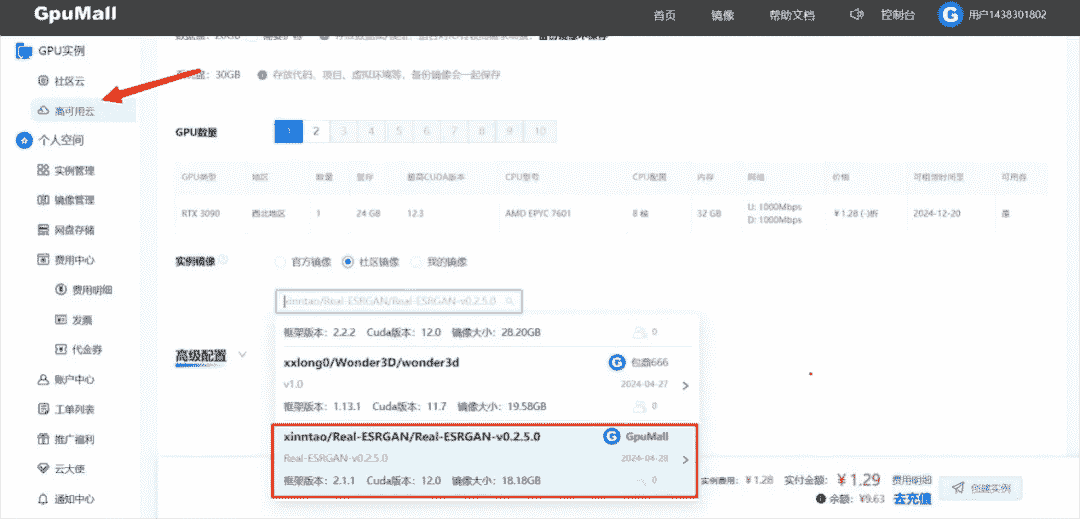 GpuMall
首页 镜像 帮助文档 控制台 G 用户1438301802
GPU实例
社区云
高可用云
个人空间
实例管理
镜像管理
网盘存储
费用中心
费用明细
发票
代金券
账户中心
工单列表
推广福利
云大使
通知中心
30GB 存放代码、项目、虚拟环境等、备份镜像会一起保存
GPU数量 1 2 3 4 5 6 7 8 9 10
GPU类型 地区 数量 显存 最高CUDA版本 CPU型号 CPU配置 内存 网络 价格 可租用时间至 可用券
RTX 3090 西北地区 1 24 GB 12.3 AMD EPYC 7601 8 核 32 GB U: 1000Mbps D: 1000Mbps ￥1.28 2024-12-20 是
实例镜像 官方镜像 社区镜像 我的镜像
xinntao/Real-ESRGAN/Real-ESRGAN-v0.2.5.0
框架版本：2.2.2 Cuda版本：12.0 镜像大小：28.20GB 0
高级配置
xxlong0/Wonder3D/wonder3d G 666
v1.0 2024-04-27
框架版本：1.13.1 Cuda版本：11.7 镜像大小：19.58GB 0
xinntao/Real-ESRGAN/Real-ESRGAN-v0.2.5.0 G GpuMall
Real-ESRGAN-v0.2.5.0 2024-04-28
框架版本：2.1.1 Cuda版本：12.0 镜像大小：18.18GB 0
实例费用：￥1.28 实付金额：￥1.29 费用明细
余额：￥9.63 去充值
创建实例